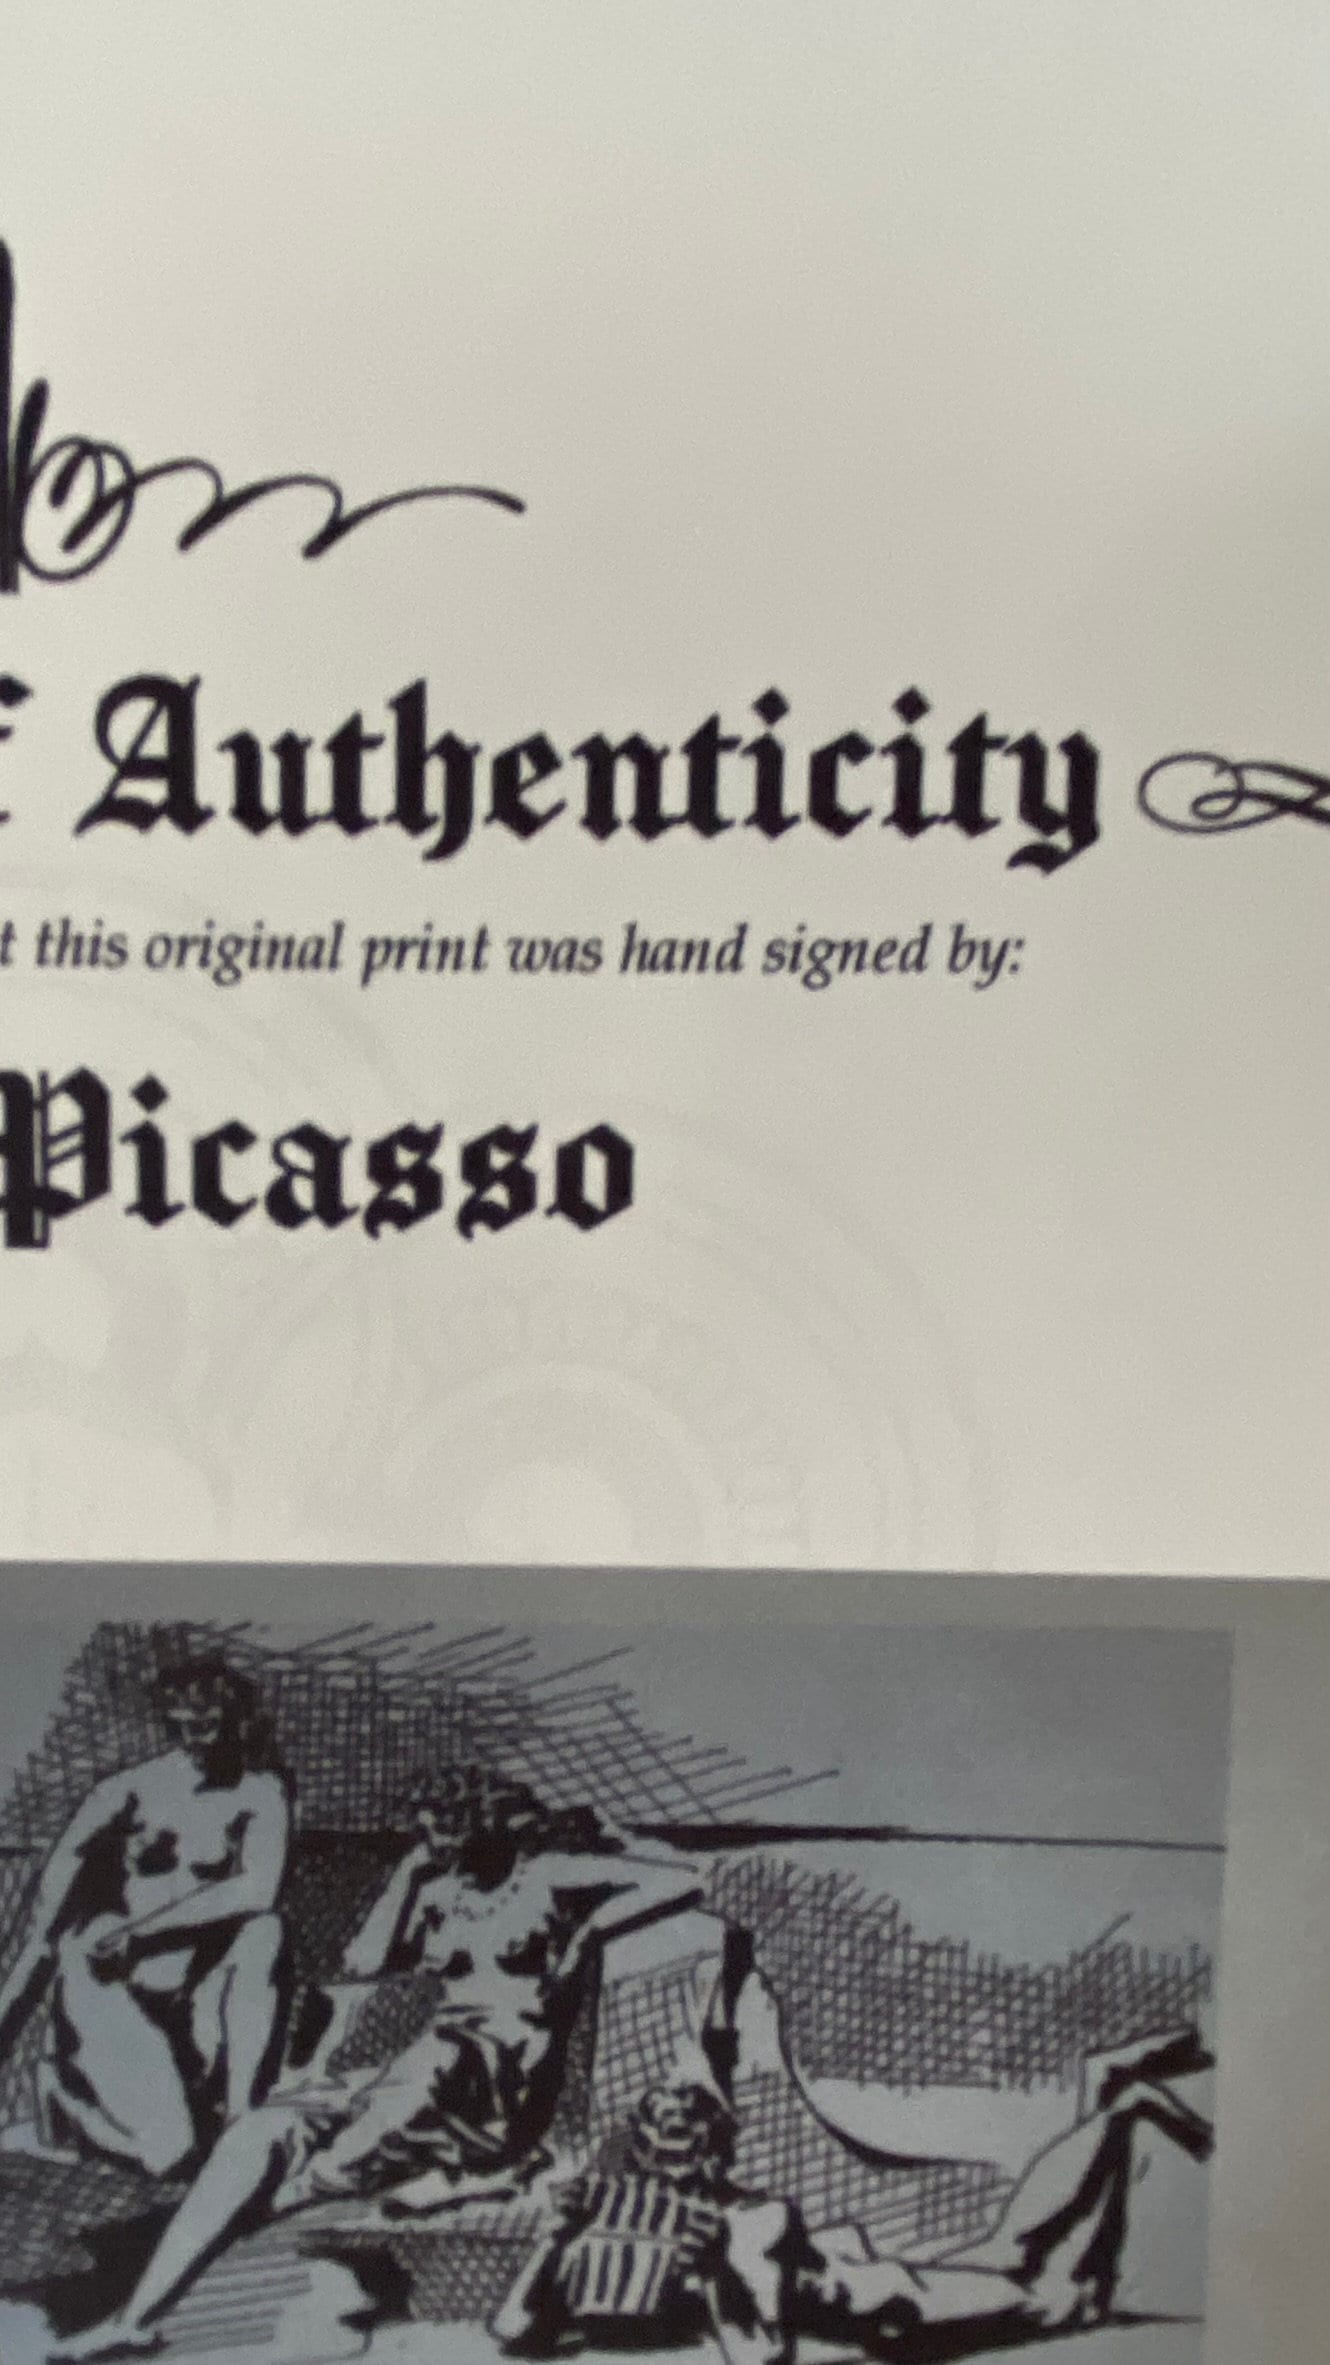 Authenticity
this original print was hand signed by:
Picasso